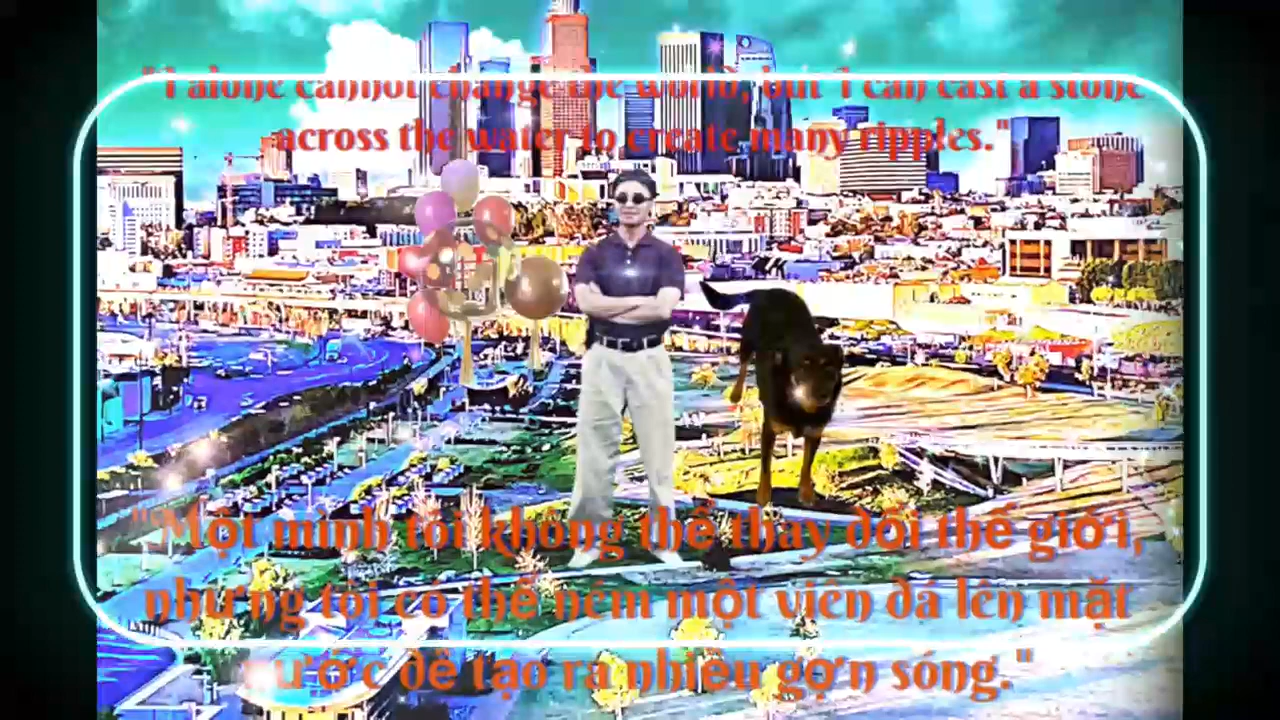 "I alone cannot change the world, but I can cast a stone
across the water to create many ripples."
"Một mình tôi không thể thay đổi thế giới,
nhưng tôi có thể ném một viên đá lên mặt
nước để tạo ra nhiều gợn sóng."